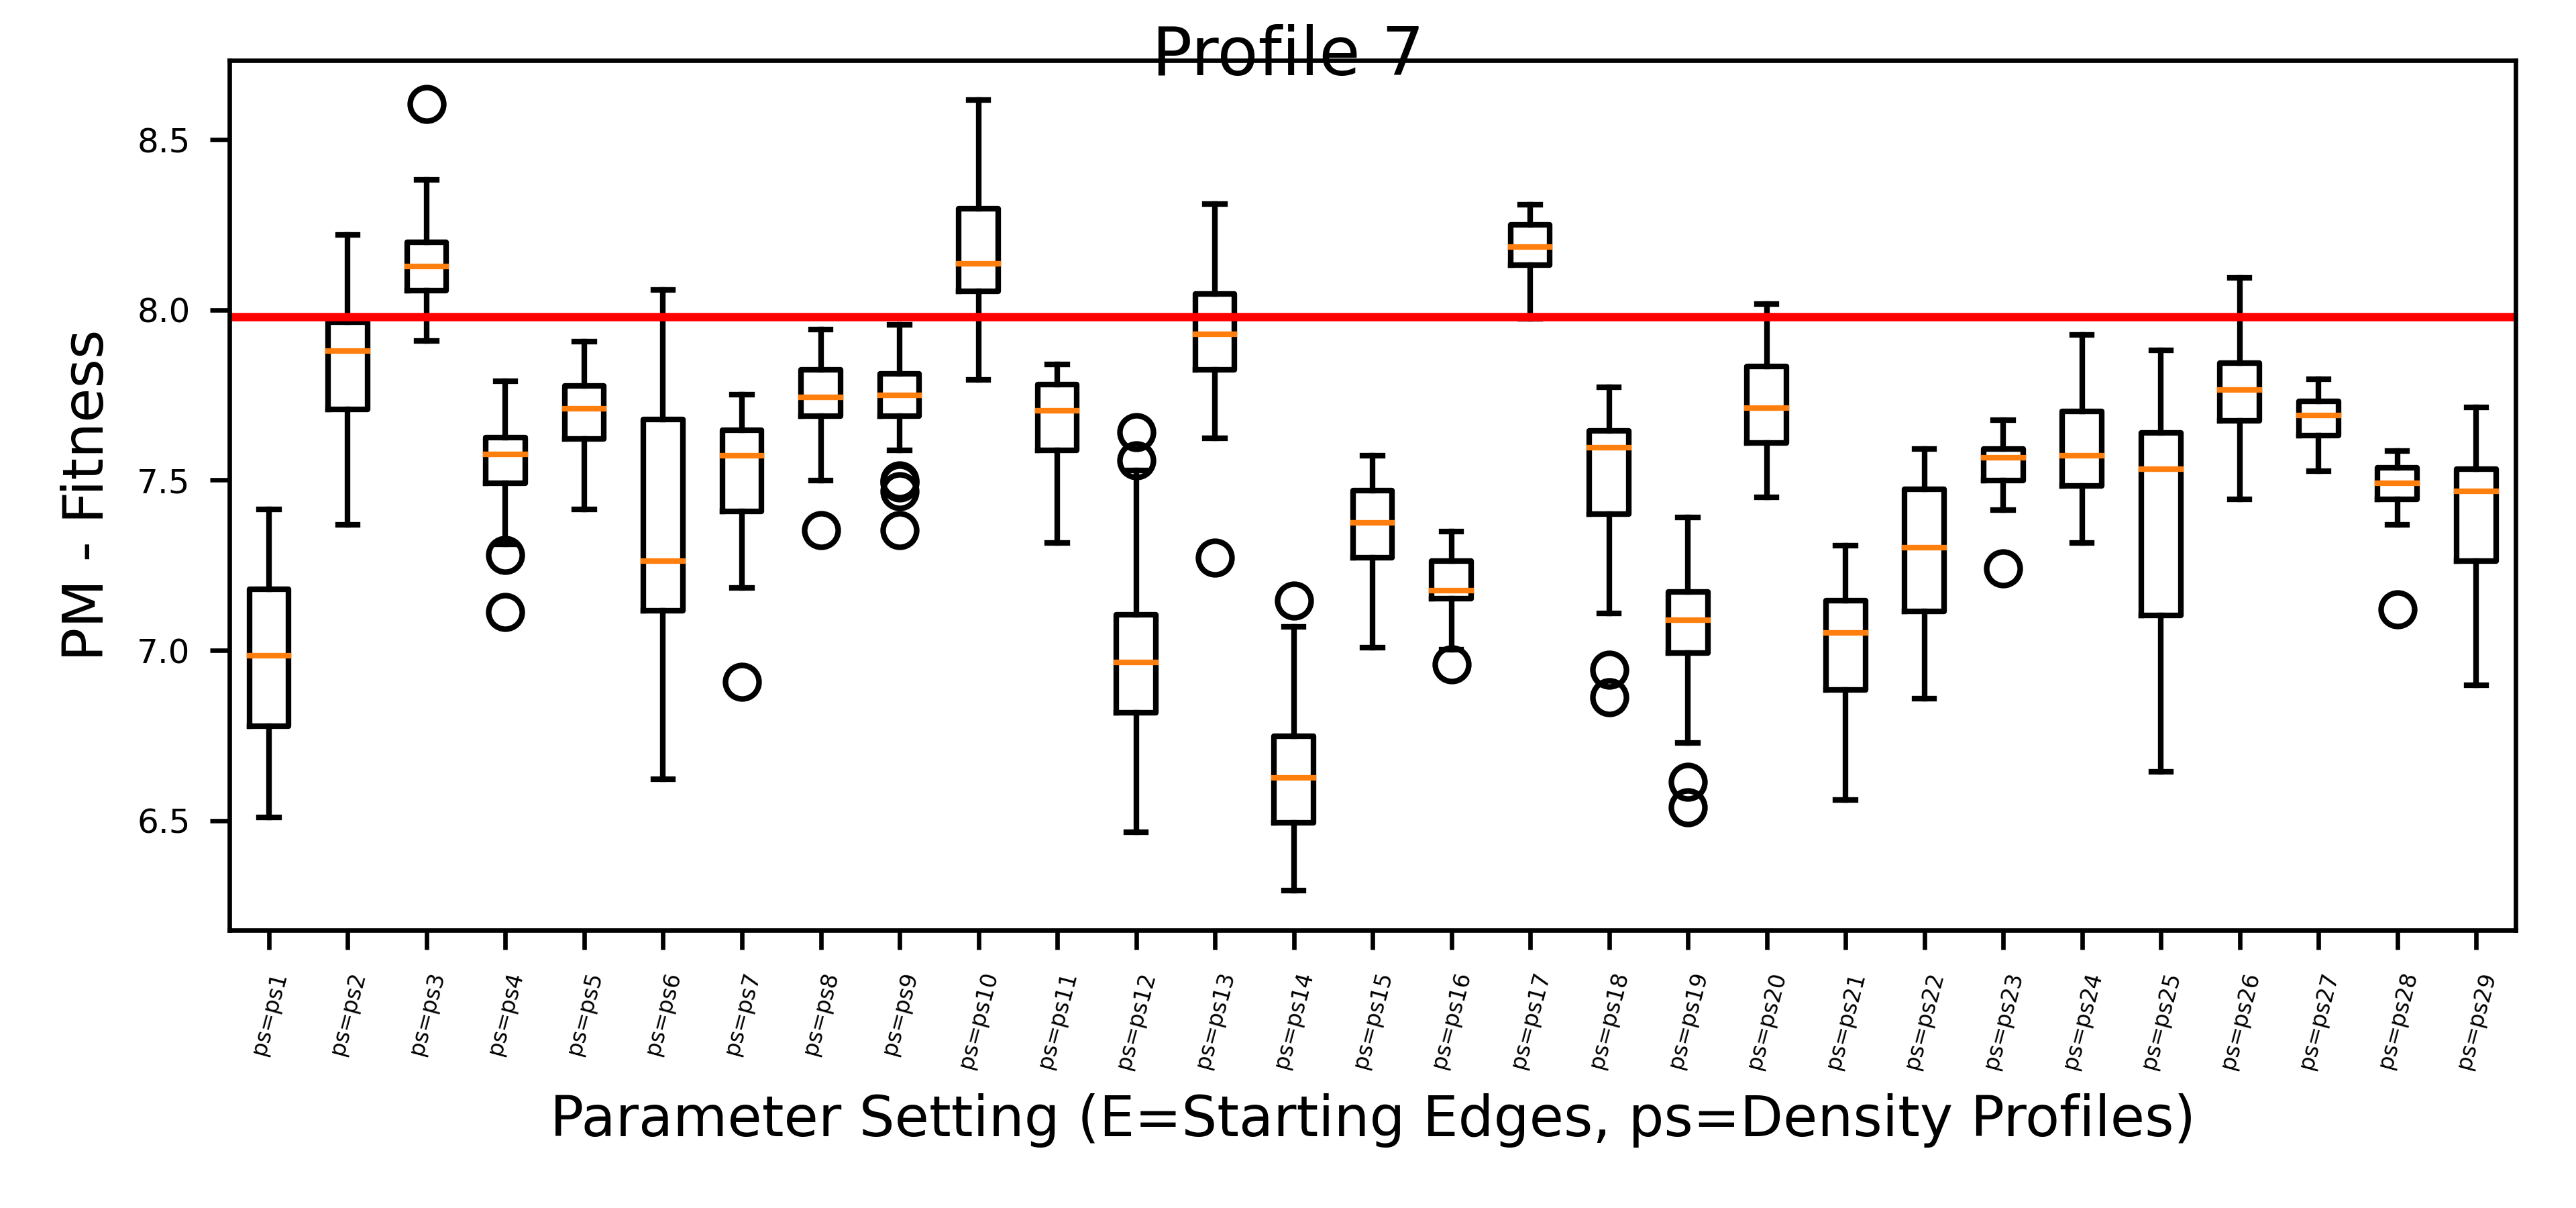 Profile 7
PM - Fitness
8.5
8.0
7.5
7.0
6.5
ps=ps1
ps=ps2
ps=ps3
ps=ps4
ps=ps5
ps=ps6
ps=ps7
ps=ps8
ps=ps9
ps=ps10
ps=ps11
ps=ps12
ps=ps13
ps=ps14
ps=ps15
ps=ps16
ps=ps17
ps=ps18
ps=ps19
ps=ps20
ps=ps21
ps=ps22
ps=ps23
ps=ps24
ps=ps25
ps=ps26
ps=ps27
ps=ps28
ps=ps29
Parameter Setting (E=Starting Edges, ps=Density Profiles)